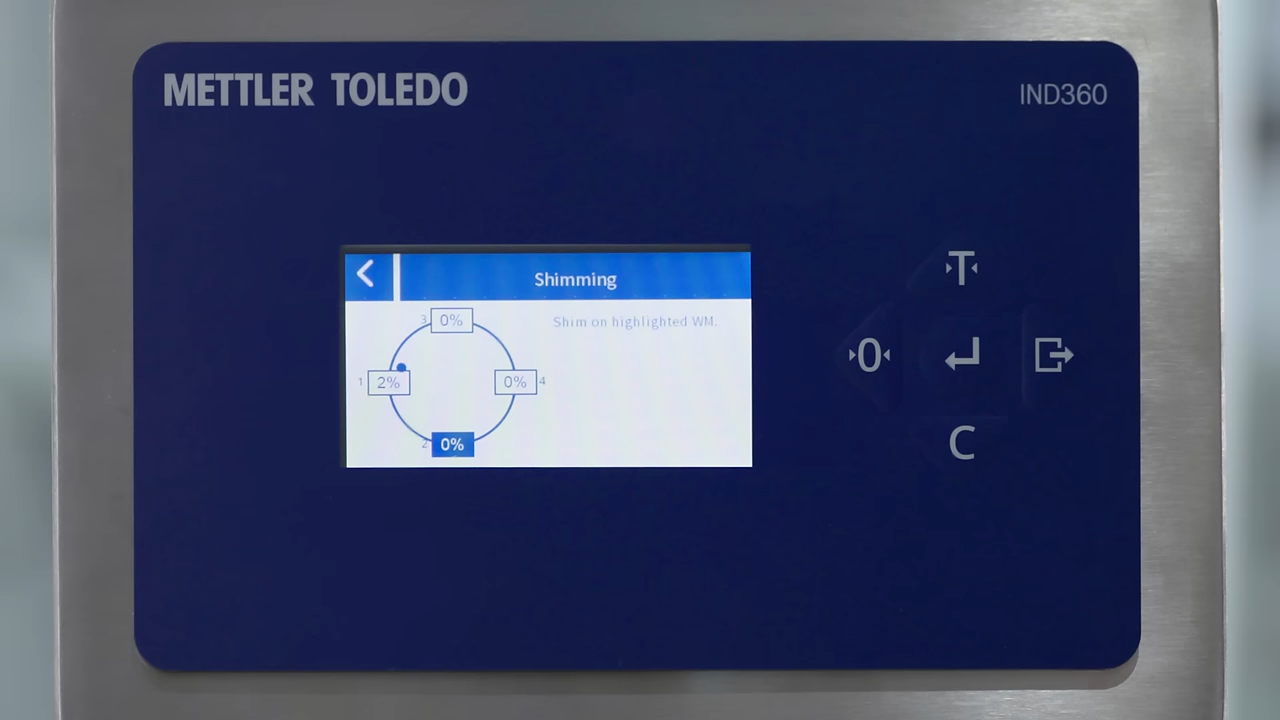 METTLER TOLEDO
IND360
Shimming
3 0%
Shim on highlighted WM.
1 2%
0% 4
2 0%
T
0
C